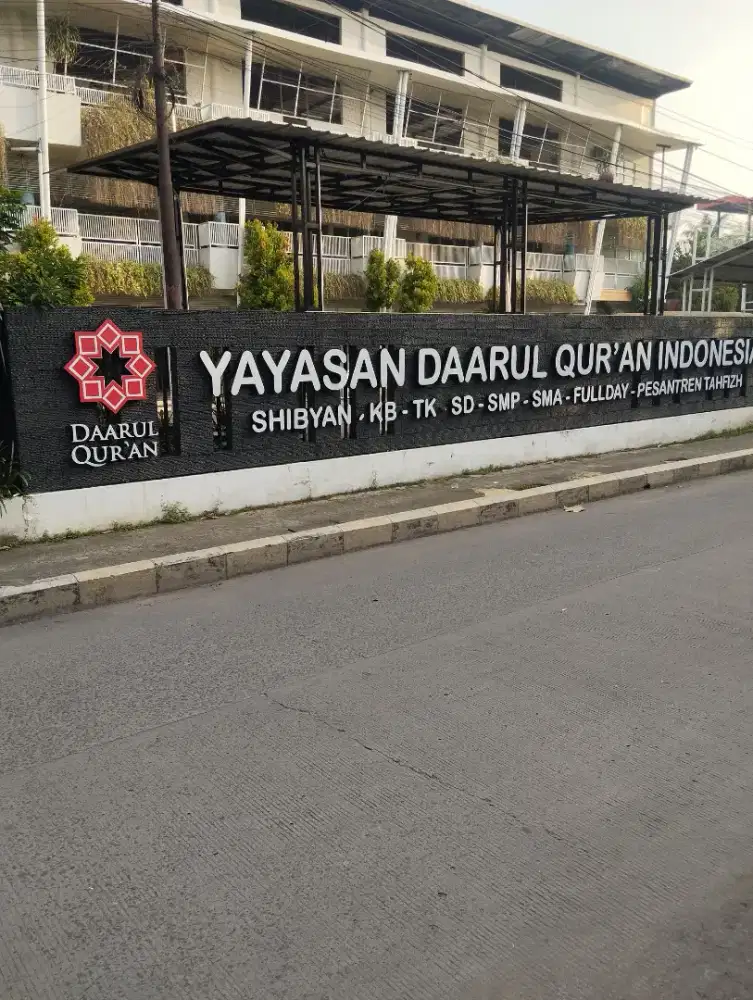 YAYASAN DAARUL QUR'AN INDONESIA
SHIBYAN - KB - TK SD - SMP - SMA - FULLDAY - PESANTREN TAHFIZH
DAARUL
QUR'AN